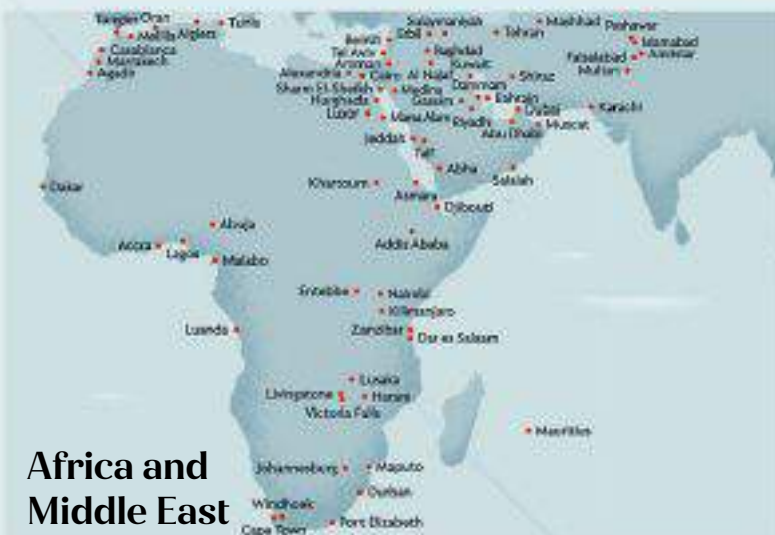 Tangier Oran
Tunis
Melilla Algiers
Casablanca
Marrakech
Agadir
Sulaymaniyah
Mashhad
Peshawar
Beirut
Erbil
Tehran
Islamabad
Tel Aviv
Baghdad
Faisalabad
Amritsar
Amman
Kuwait
Multan
Alexandria
Cairo
Al Najaf
Shiraz
Sharm El-Sheikh
Medina
Dammam
Hurghada
Gassim
Bahrain
Dubai
Karachi
Luxor
Marsa Alam
Riyadh
Abu Dhabi
Muscat
Jeddah
Taif
Abha
Salalah
Dakar
Khartoum
Asmara
Djibouti
Abuja
Addis Ababa
Accra
Lagos
Malabo
Entebbe
Nairobi
Kilimanjaro
Luanda
Zanzibar
Dar es Salaam
Lusaka
Livingstone
Harare
Victoria Falls
Mauritius
Johannesburg
Maputo
Durban
Windhoek
Port Elizabeth
Cape Town
Africa and
Middle East